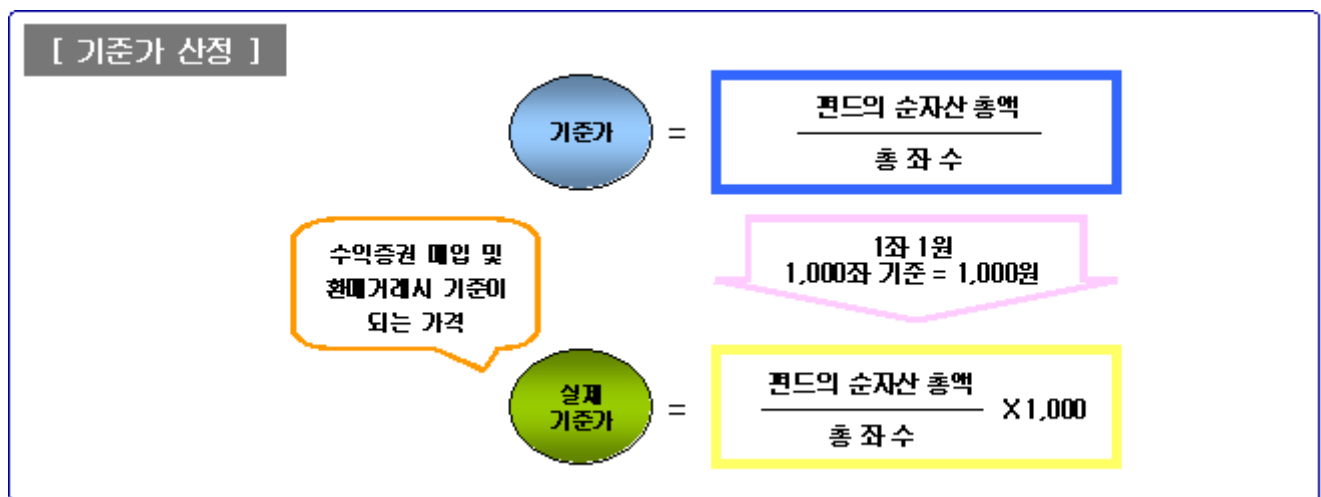 [ 기준가 산정 ]
기준가
=
펀드의 순자산 총액
총 좌 수
수익증권 매입 및
환매거래시 기준이
되는 가격
1좌 1원
1,000좌 기준 = 1,000원
실제
기준가
=
펀드의 순자산 총액
총 좌 수
X 1,000